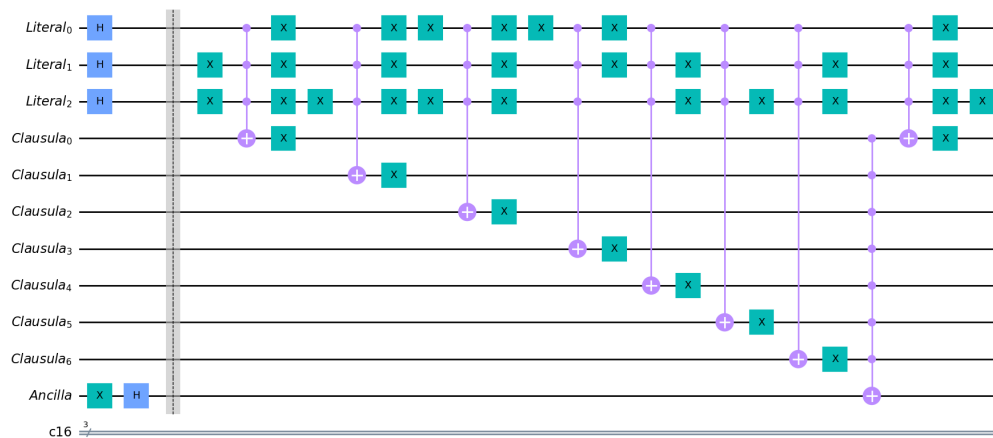 Literal₀ H X X X X X X X
Literal₁ H X X X X X X X X
Literal₂ H X X X X X X X X X X X
Clausula₀ X X
Clausula₁ X
Clausula₂ X
Clausula₃ X
Clausula₄ X
Clausula₅ X
Clausula₆ X
Ancilla X H
c16 3